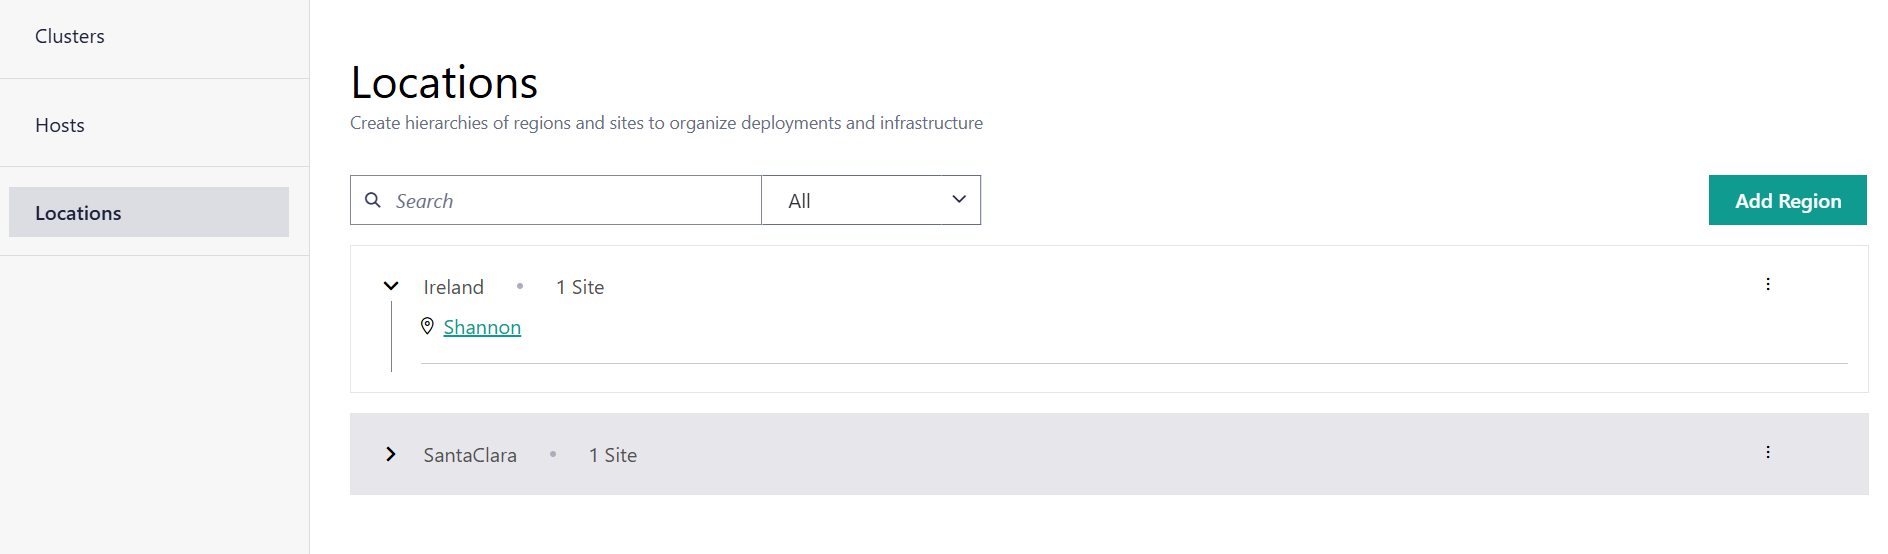 Clusters
Hosts
Locations
Locations
Create hierarchies of regions and sites to organize deployments and infrastructure
Search All Add Region
Ireland • 1 Site
Shannon
SantaClara • 1 Site